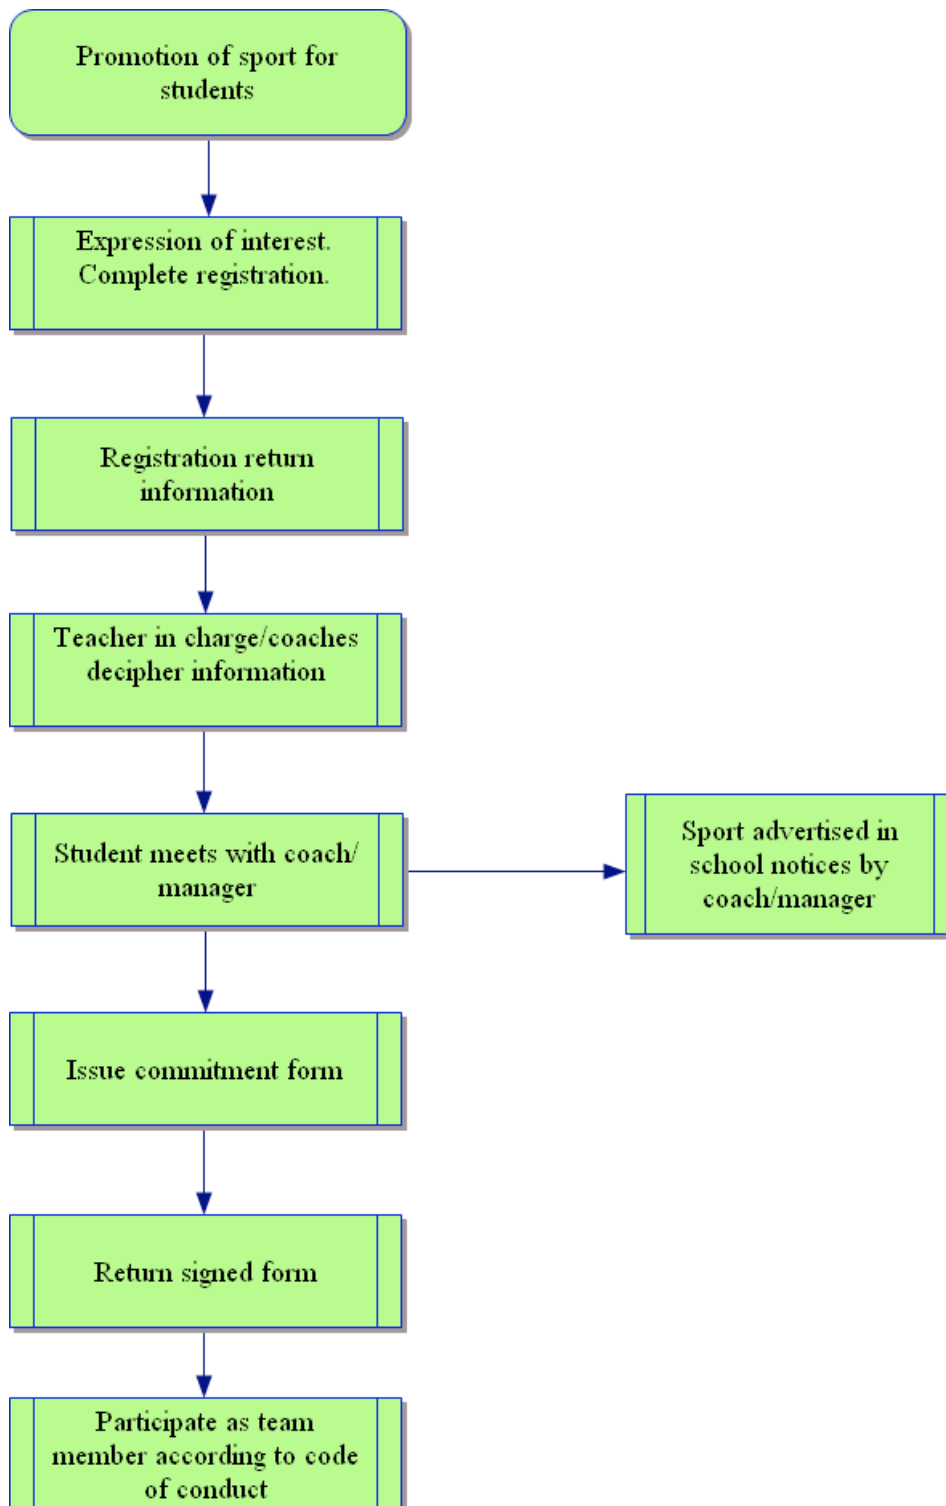 Promotion of sport for
students
Expression of interest.
Complete registration.
Registration return
information
Teacher in charge/coaches
decipher information
Student meets with coach/
manager
Sport advertised in
school notices by
coach/manager
Issue commitment form
Return signed form
Participate as team
member according to code
of conduct